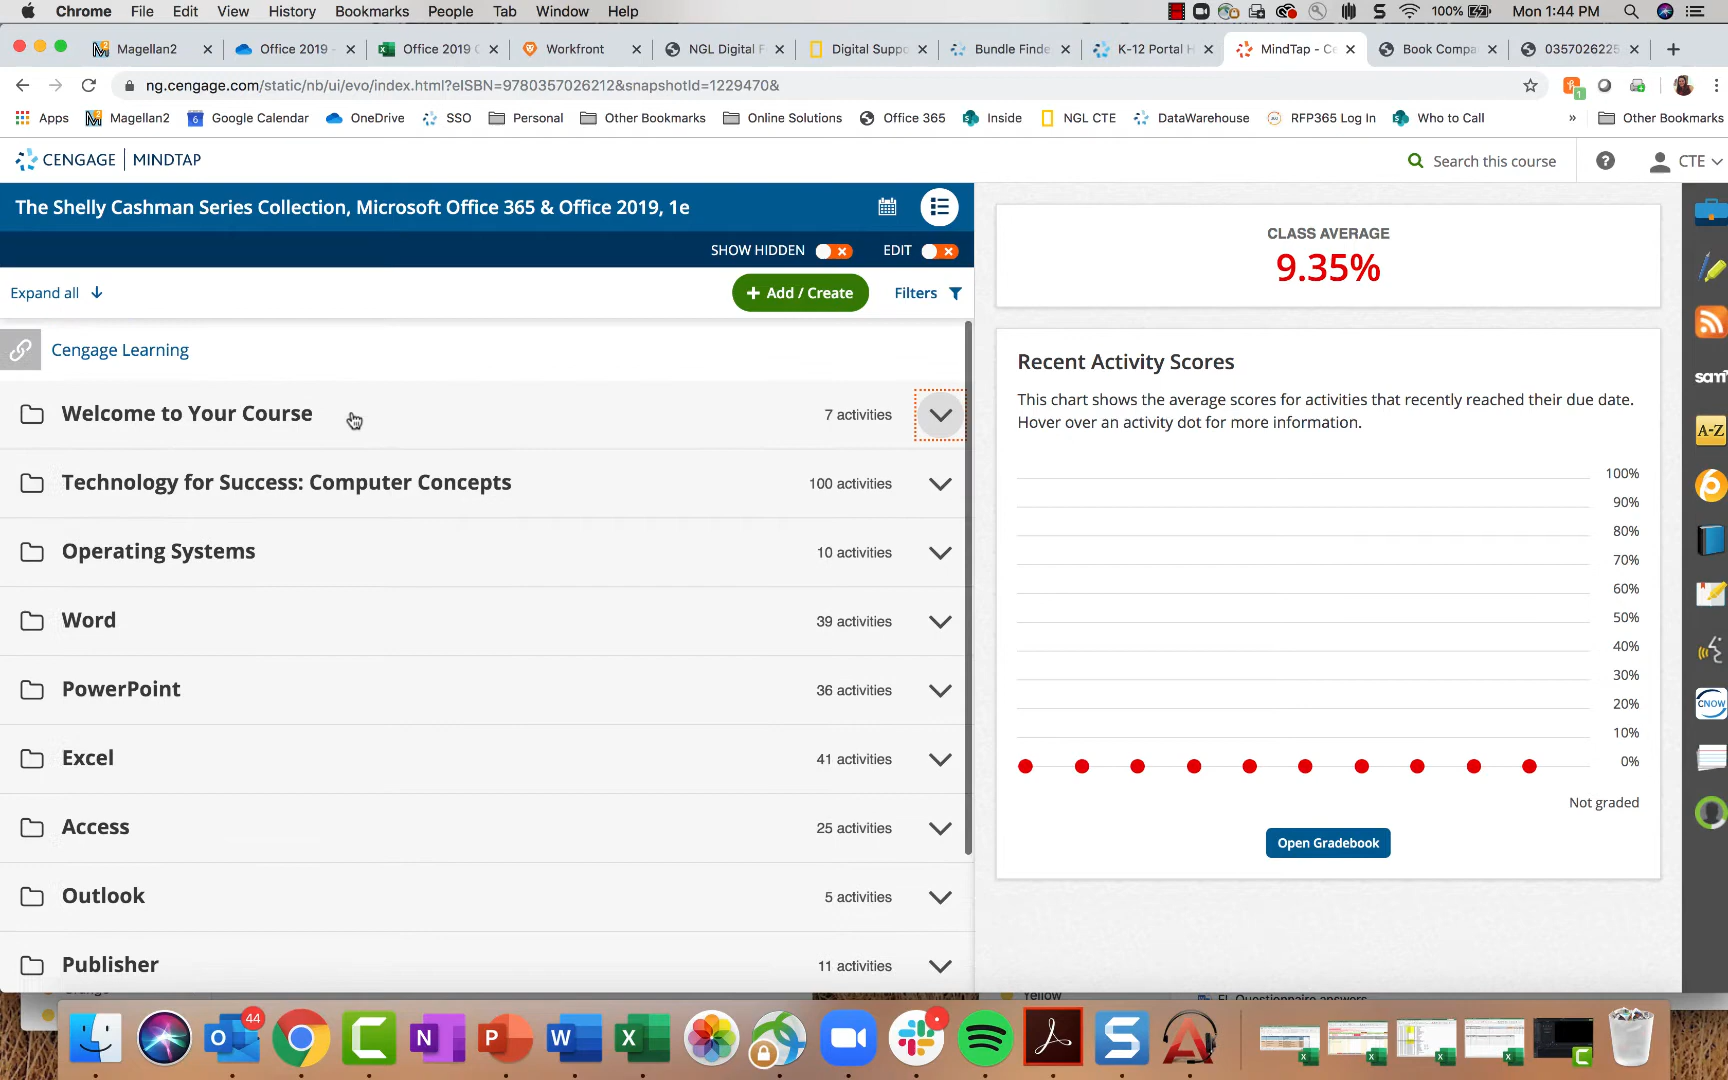 Chrome File Edit View History Bookmarks People Tab Window Help 100% Mon 1:44 PM
Magellan2 Office 2019 - Office 2019 C Workfront NGL Digital F Digital Suppo Bundle Finde K-12 Portal H MindTap - Ce Book Compa 0357026225
ng.cengage.com/static/nb/ui/evo/index.html?eISBN=9780357026212&snapshotId=1229470&
Apps Magellan2 Google Calendar OneDrive SSO Personal Other Bookmarks Online Solutions Office 365 Inside NGL CTE DataWarehouse RFP365 Log In Who to Call » Other Bookmarks
CENGAGE MINDTAP Search this course CTE
The Shelly Cashman Series Collection, Microsoft Office 365 & Office 2019, 1e
SHOW HIDDEN EDIT
Expand all + Add / Create Filters
Cengage Learning
Welcome to Your Course 7 activities
Technology for Success: Computer Concepts 100 activities
Operating Systems 10 activities
Word 39 activities
PowerPoint 36 activities
Excel 41 activities
Access 25 activities
Outlook 5 activities
Publisher 11 activities
CLASS AVERAGE
9.35%
Recent Activity Scores
This chart shows the average scores for activities that recently reached their due date.
Hover over an activity dot for more information.
100%
90%
80%
70%
60%
50%
40%
30%
20%
10%
0%
Not graded
Open Gradebook
sam
A-Z
CNOW
Yellow
44